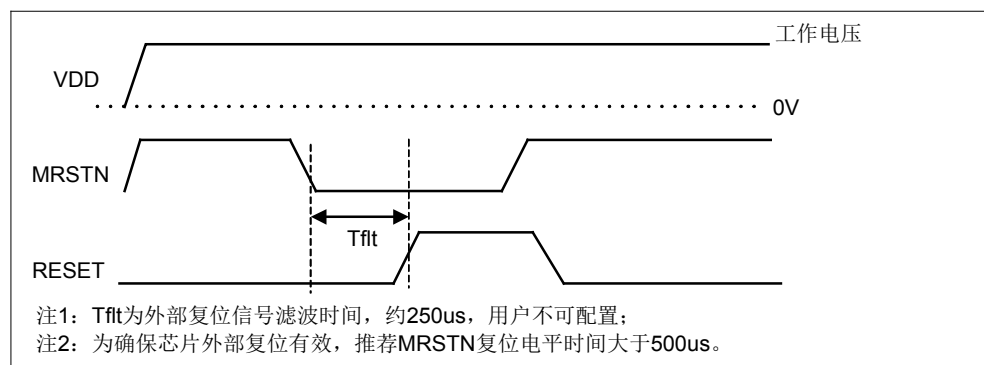 工作电压
VDD
0V
MRSTN
Tflt
RESET
注1：Tflt为外部复位信号滤波时间，约250us，用户不可配置；
注2：为确保芯片外部复位有效，推荐MRSTN复位电平时间大于500us。